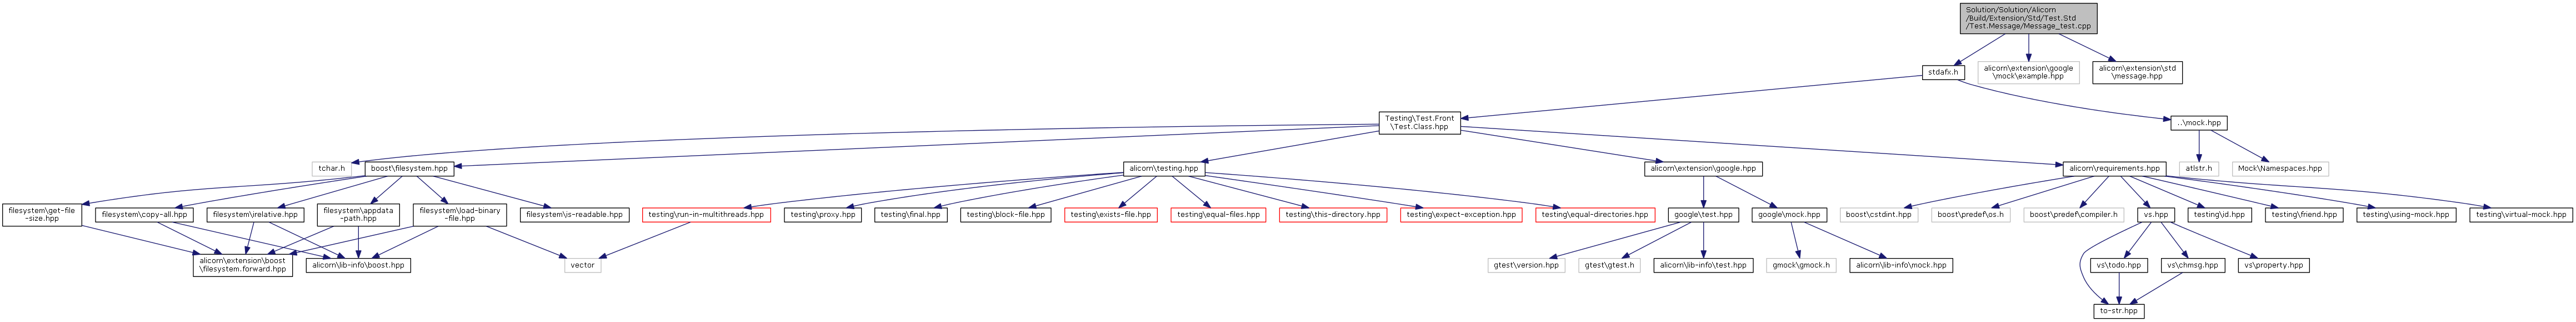 Solution/Solution/Alicorn
/Build/Extension/Std/Test.Std
/Test.Message/Message_test.cpp
stdafx.h
alicorn\extension\google
\mock\example.hpp
alicorn\extension\std
\message.hpp
Testing\Test.Front
\Test.Class.hpp
..\mock.hpp
tchar.h
boost\filesystem.hpp
alicorn\testing.hpp
alicorn\extension\google.hpp
alicorn\requirements.hpp
atlstr.h
Mock\Namespaces.hpp
filesystem\get-file
-size.hpp
filesystem\copy-all.hpp
filesystem\relative.hpp
filesystem\appdata
-path.hpp
filesystem\load-binary
-file.hpp
filesystem\is-readable.hpp
testing\run-in-multithreads.hpp
testing\proxy.hpp
testing\final.hpp
testing\block-file.hpp
testing\exists-file.hpp
testing\equal-files.hpp
testing\this-directory.hpp
testing\expect-exception.hpp
testing\equal-directories.hpp
google\test.hpp
google\mock.hpp
boost\cstdint.hpp
boost\predef\os.h
boost\predef\compiler.h
vs.hpp
testing\id.hpp
testing\friend.hpp
testing\using-mock.hpp
testing\virtual-mock.hpp
alicorn\extension\boost
\filesystem.forward.hpp
alicorn\lib-info\boost.hpp
vector
gtest\version.hpp
gtest\gtest.h
alicorn\lib-info\test.hpp
gmock\gmock.h
alicorn\lib-info\mock.hpp
vs\todo.hpp
vs\chmsg.hpp
vs\property.hpp
to-str.hpp